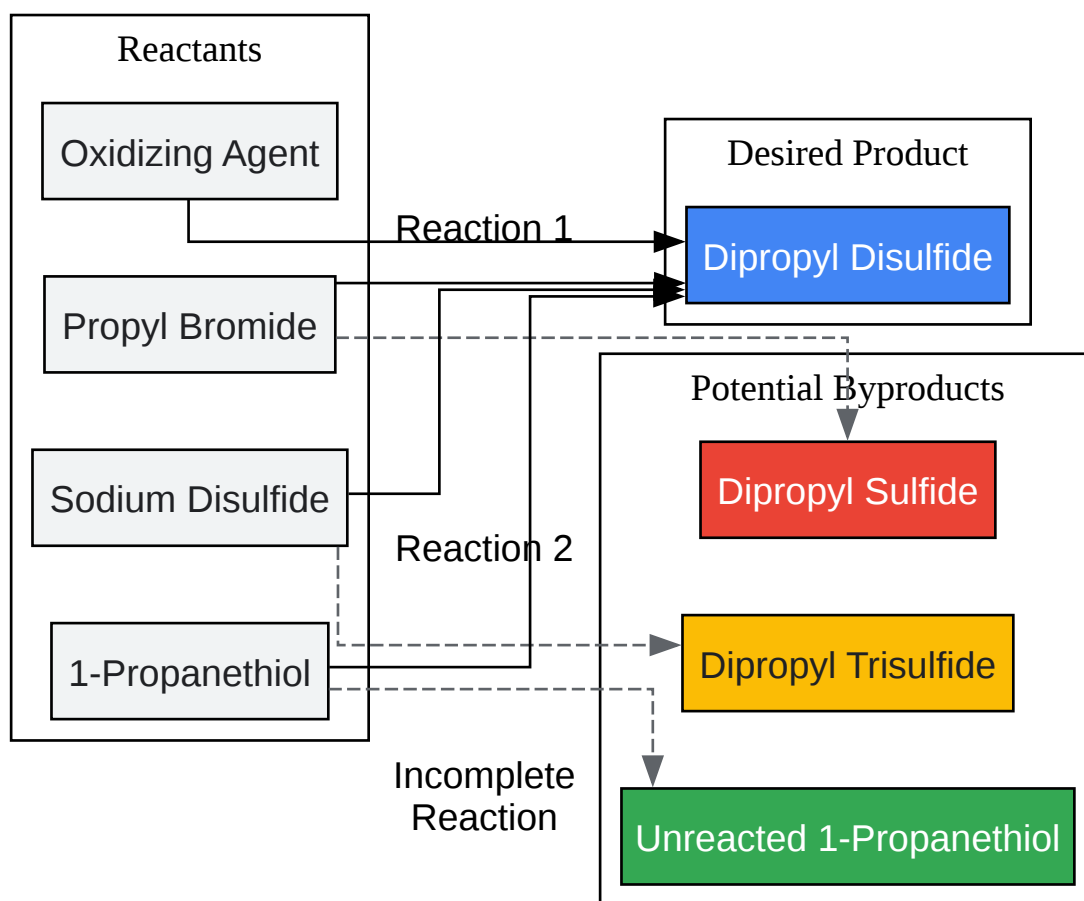 Reactants
Oxidizing Agent
Propyl Bromide
Sodium Disulfide
1-Propanethiol
Reaction 1
Reaction 2
Incomplete
Reaction
Desired Product
Dipropyl Disulfide
Potential Byproducts
Dipropyl Sulfide
Dipropyl Trisulfide
Unreacted 1-Propanethiol